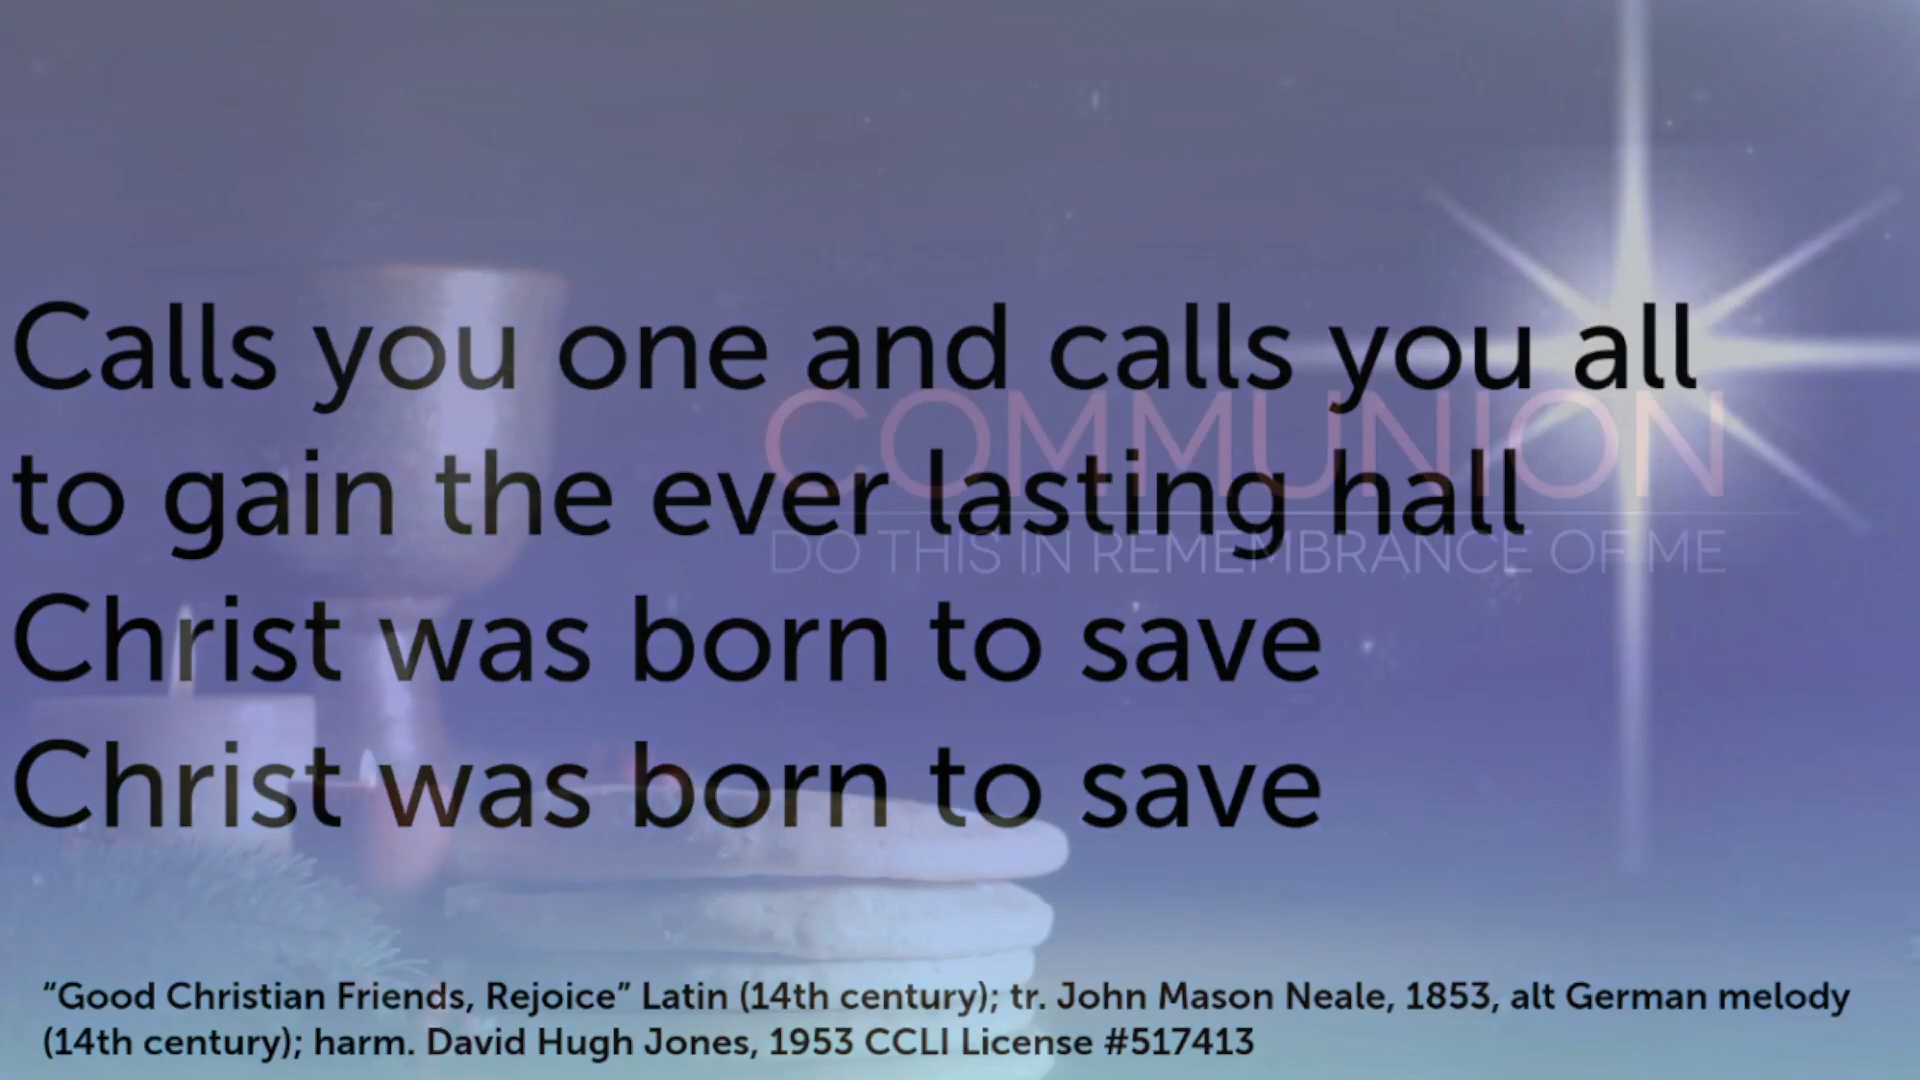 Calls you one and calls you all
COMMUNION
to gain the ever lasting hall
DO THIS IN REMEMBRANCE OF ME
Christ was born to save
Christ was born to save
“Good Christian Friends, Rejoice” Latin (14th century); tr. John Mason Neale, 1853, alt German melody
(14th century); harm. David Hugh Jones, 1953 CCLI License #517413